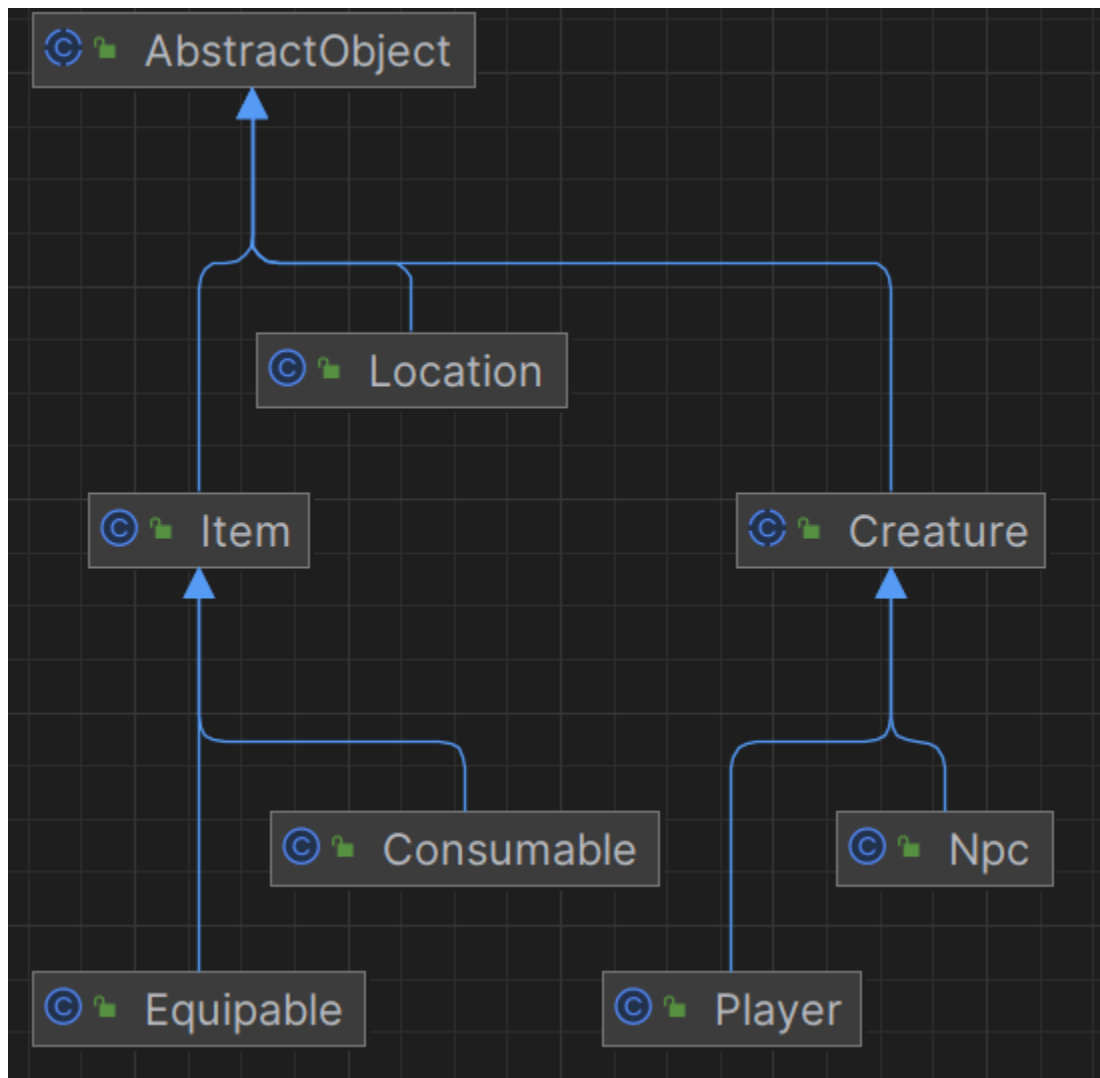 AbstractObject
Location
Item
Creature
Consumable
Npc
Equipable
Player